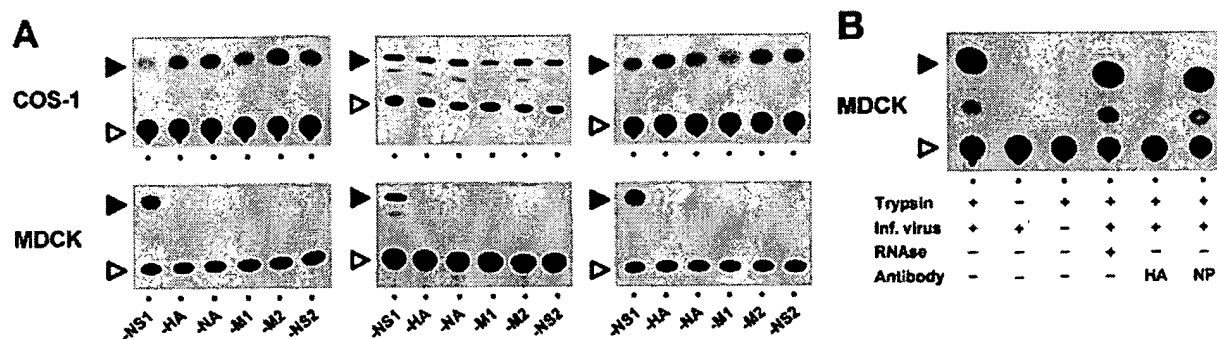 A
B
COS-1
MDCK
MDCK
-NS1 -HA -NA -M1 -M2 -NS2
-NS1 -HA -NA -M1 -M2 -NS2
-NS1 -HA -NA -M1 -M2 -NS2
Trypsin + - + + + +
Inf. virus + + - + + +
RNAse - - - + - -
Antibody - - - - HA NP